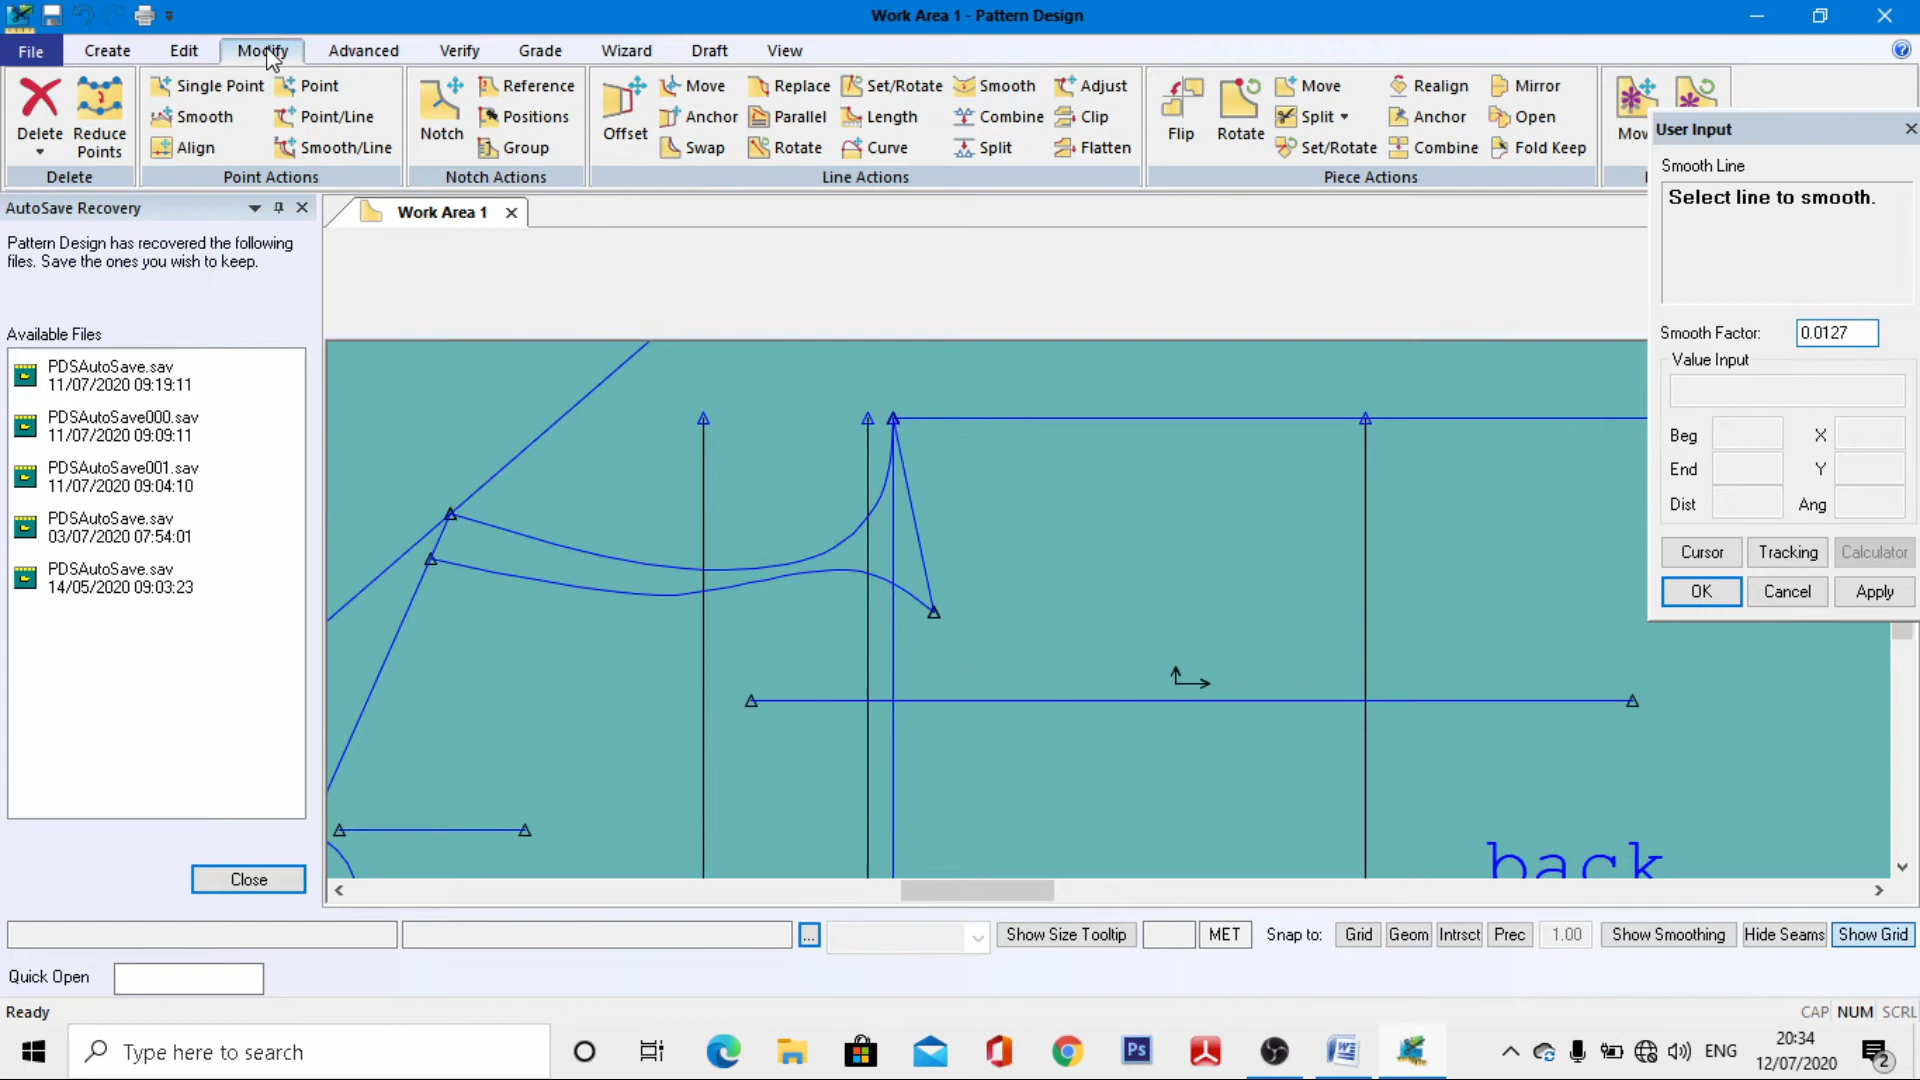 Work Area 1 - Pattern Design
File Create Edit Modify Advanced Verify Grade Wizard Draft View
Delete Reduce Points
Single Point Point
Smooth Point/Line
Align Smooth/Line
Notch Reference
Positions
Group
Offset Move Replace Set/Rotate Smooth Adjust
Anchor Parallel Length Combine Clip
Swap Rotate Curve Split Flatten
Flip Rotate Move Realign Mirror
Split Anchor Open
Set/Rotate Combine Fold Keep
Delete Point Actions Notch Actions Line Actions Piece Actions
AutoSave Recovery
Pattern Design has recovered the following
files. Save the ones you wish to keep.
Available Files
PDSAutoSave.sav
11/07/2020 09:19:11
PDSAutoSave000.sav
11/07/2020 09:09:11
PDSAutoSave001.sav
11/07/2020 09:04:10
PDSAutoSave.sav
03/07/2020 07:54:01
PDSAutoSave.sav
14/05/2020 09:03:23
Close
Work Area 1
back
User Input
Smooth Line
Select line to smooth.
Smooth Factor: 0.0127
Value Input
Beg X
End Y
Dist Ang
Cursor Tracking Calculator
OK Cancel Apply
... Show Size Tooltip MET Snap to: Grid Geom Intrsct Prec 1.00 Show Smoothing Hide Seams Show Grid
Quick Open
Ready CAP NUM SCRL
Type here to search
Ps
ENG
20:34
12/07/2020
2